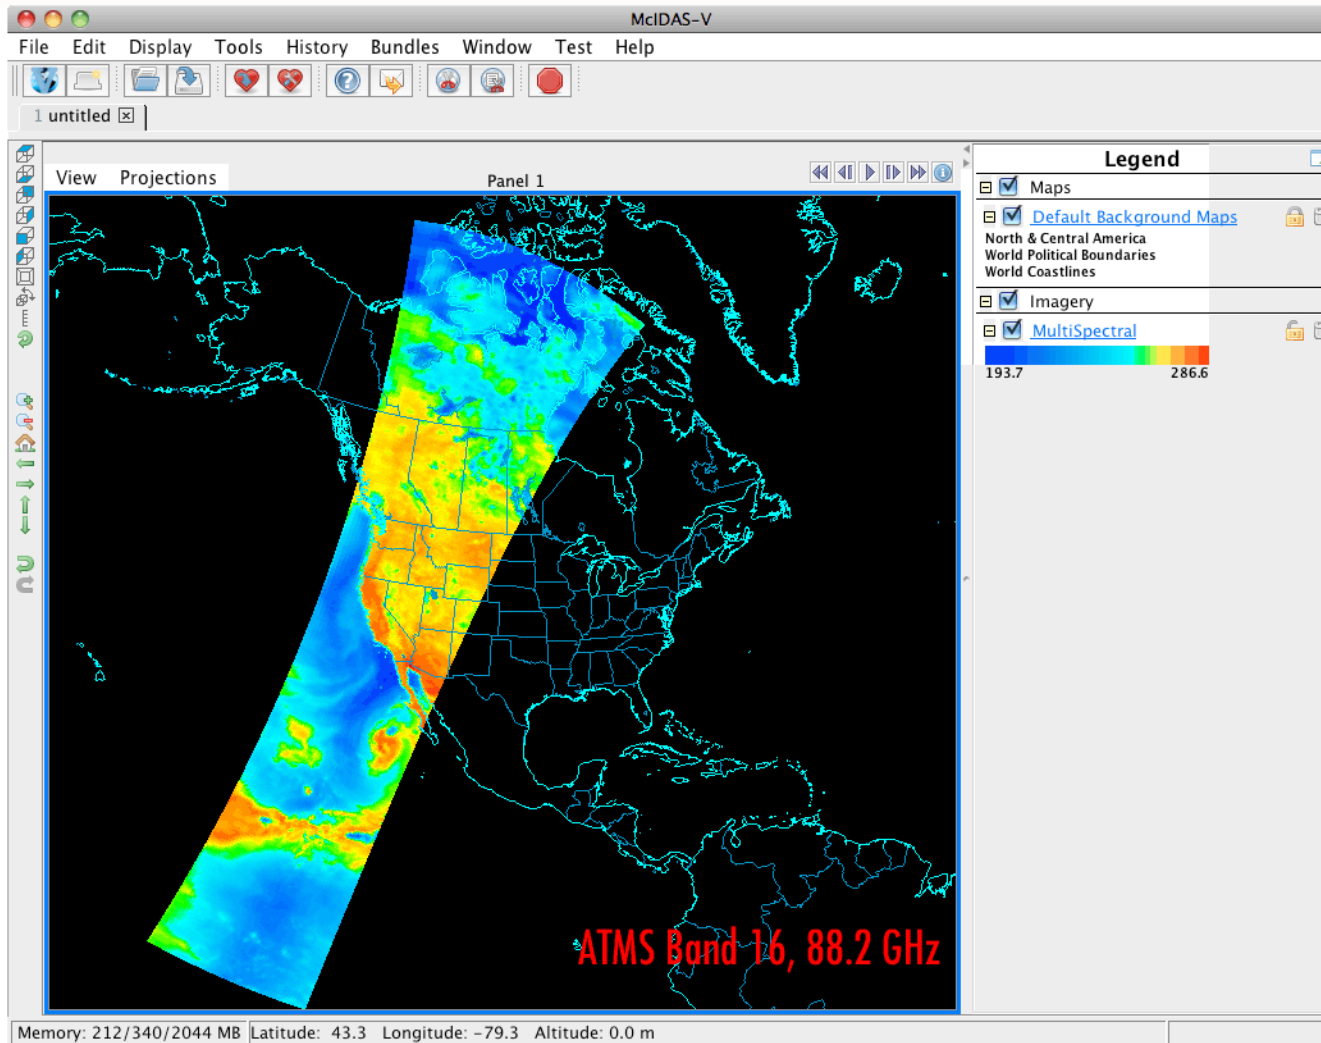 McIDAS-V
File Edit Display Tools History Bundles Window Test Help
1 untitled
View Projections
Panel 1
Legend
Maps
Default Background Maps
North & Central America
World Political Boundaries
World Coastlines
Imagery
MultiSpectral
193.7 286.6
ATMS Band 16, 88.2 GHz
Memory: 212/340/2044 MB Latitude: 43.3 Longitude: -79.3 Altitude: 0.0 m